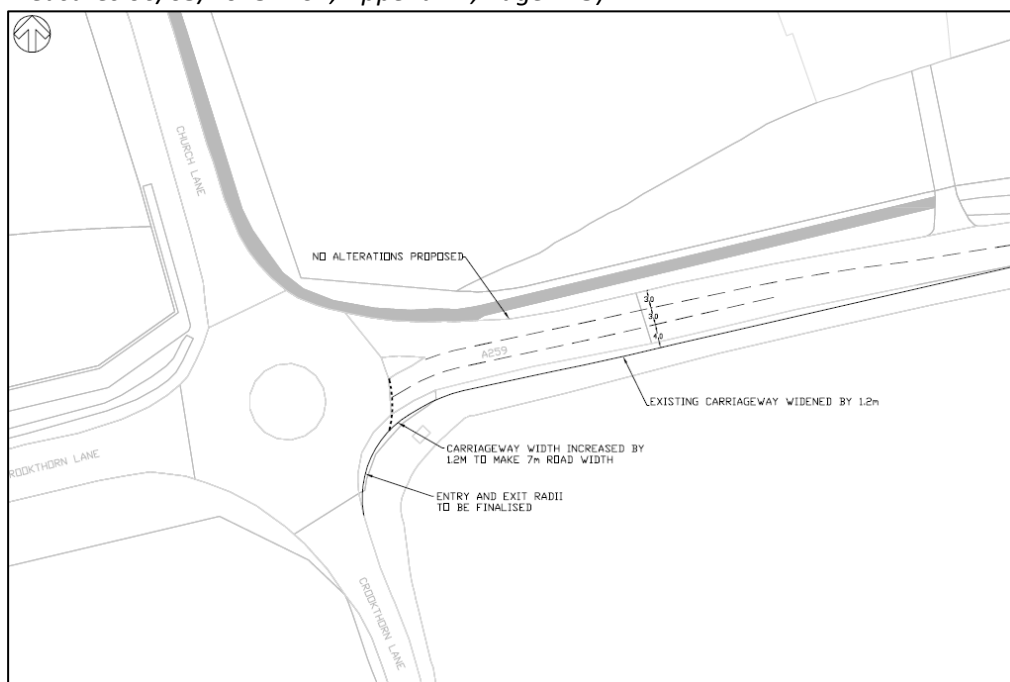 CHURCH LANE
NO ALTERATIONS PROPOSED
3.0
3.0
4.0
A259
EXISTING CARRIAGEWAY WIDENED BY 1.2m
CARRIAGEWAY WIDTH INCREASED BY
1.2M TO MAKE 7m ROAD WIDTH
ROOKTHORN LANE
ENTRY AND EXIT RADII
TO BE FINALISED
CROOKTHORN LANE